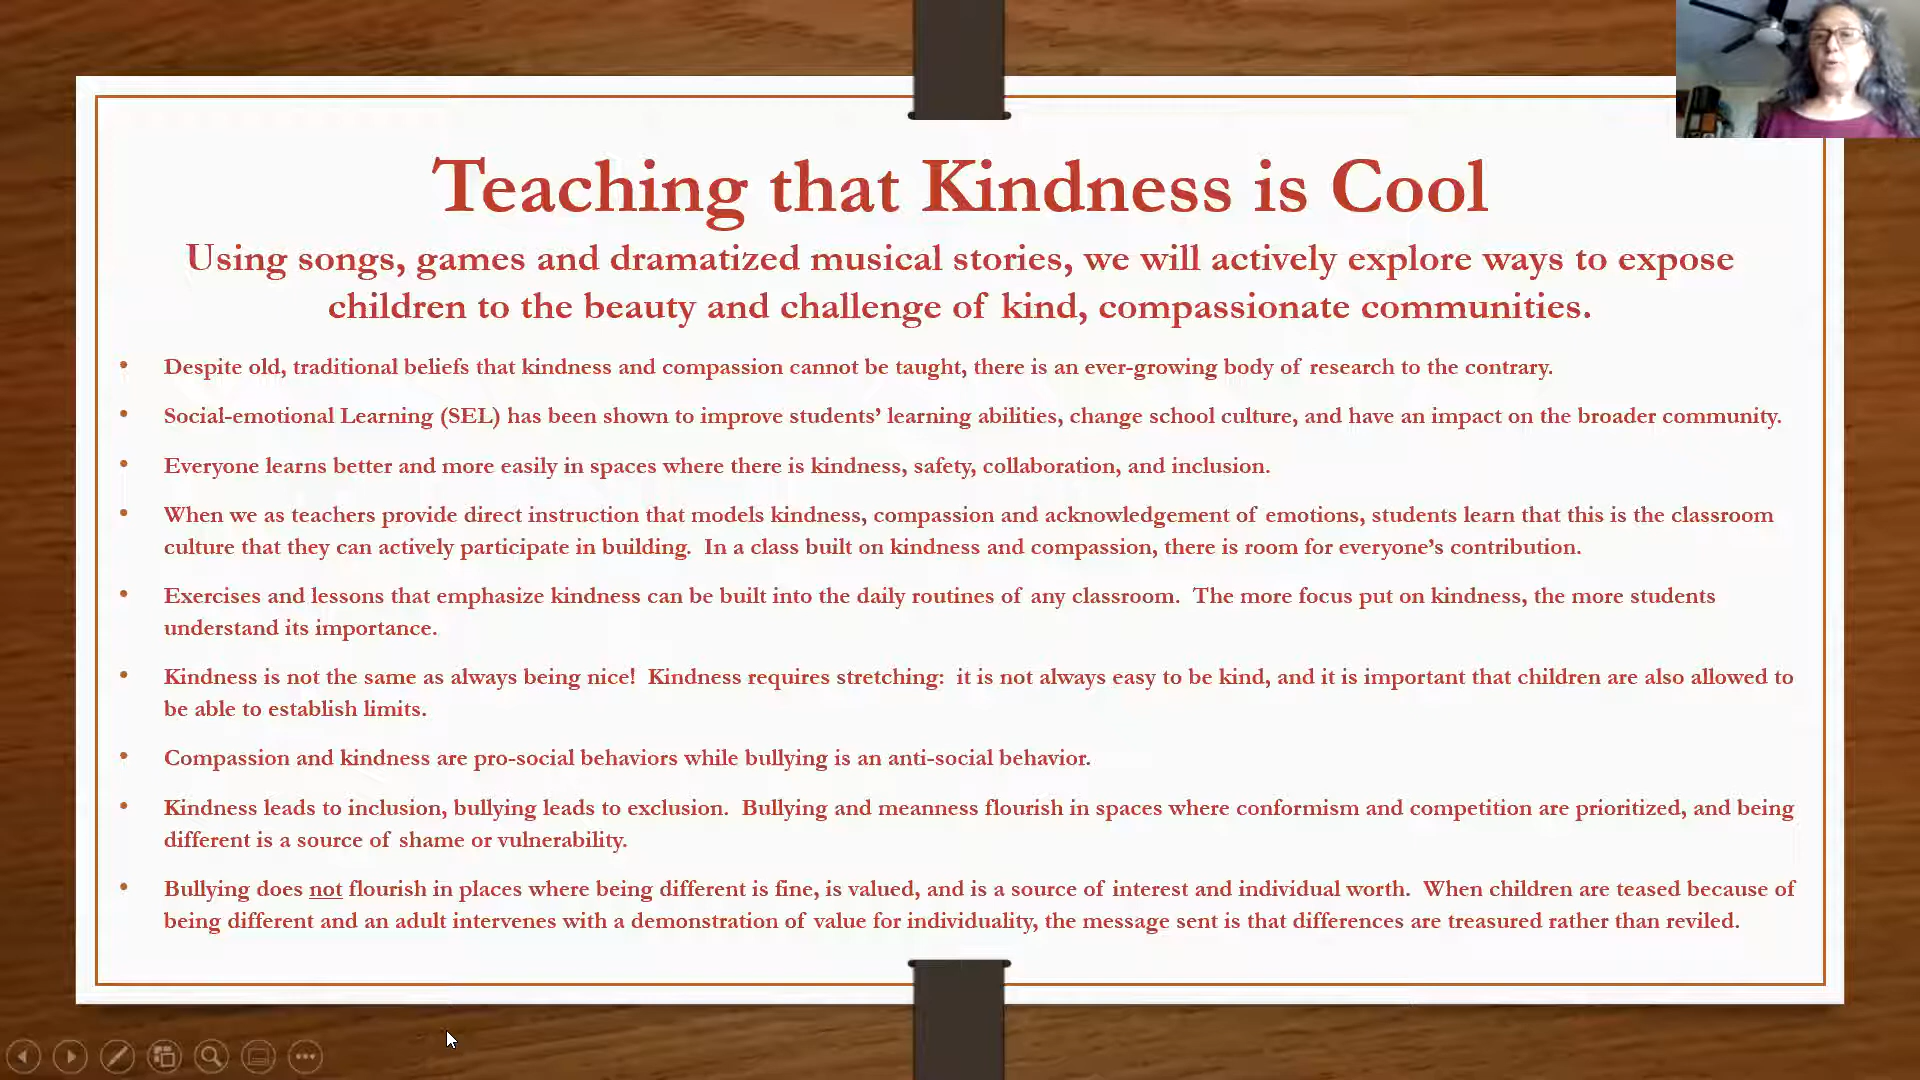 Teaching that Kindness is Cool
Using songs, games and dramatized musical stories, we will actively explore ways to expose
children to the beauty and challenge of kind, compassionate communities.
• Despite old, traditional beliefs that kindness and compassion cannot be taught, there is an ever-growing body of research to the contrary.
• Social-emotional Learning (SEL) has been shown to improve students’ learning abilities, change school culture, and have an impact on the broader community.
• Everyone learns better and more easily in spaces where there is kindness, safety, collaboration, and inclusion.
• When we as teachers provide direct instruction that models kindness, compassion and acknowledgement of emotions, students learn that this is the classroom
culture that they can actively participate in building. In a class built on kindness and compassion, there is room for everyone’s contribution.
• Exercises and lessons that emphasize kindness can be built into the daily routines of any classroom. The more focus put on kindness, the more students
understand its importance.
• Kindness is not the same as always being nice! Kindness requires stretching: it is not always easy to be kind, and it is important that children are also allowed to
be able to establish limits.
• Compassion and kindness are pro-social behaviors while bullying is an anti-social behavior.
• Kindness leads to inclusion, bullying leads to exclusion. Bullying and meanness flourish in spaces where conformism and competition are prioritized, and being
different is a source of shame or vulnerability.
• Bullying does not flourish in places where being different is fine, is valued, and is a source of interest and individual worth. When children are teased because of
being different and an adult intervenes with a demonstration of value for individuality, the message sent is that differences are treasured rather than reviled.